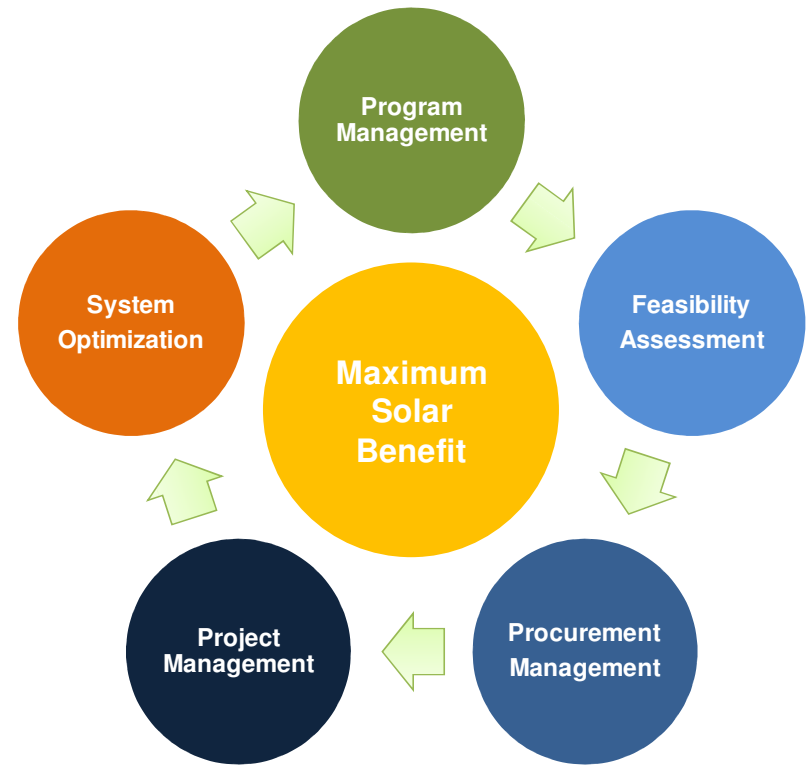 Program
Management
Feasibility
Assessment
Procurement
Management
Project
Management
System
Optimization
Maximum
Solar
Benefit